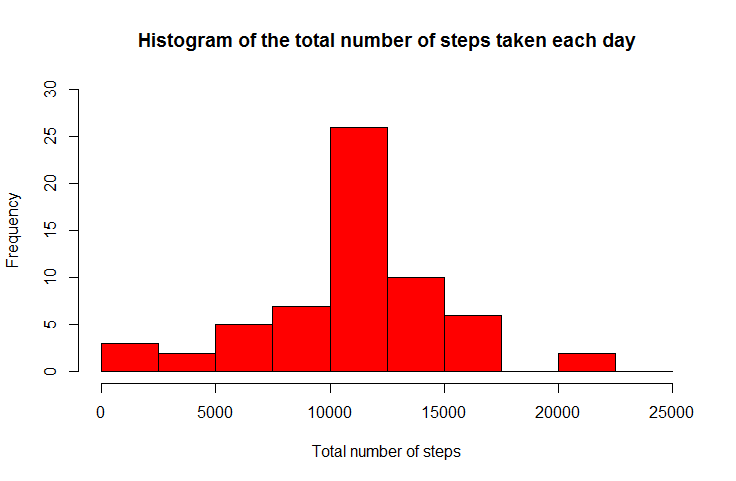 Histogram of the total number of steps taken each day
Frequency
30
25
20
15
10
5
0
0 5000 10000 15000 20000 25000
Total number of steps